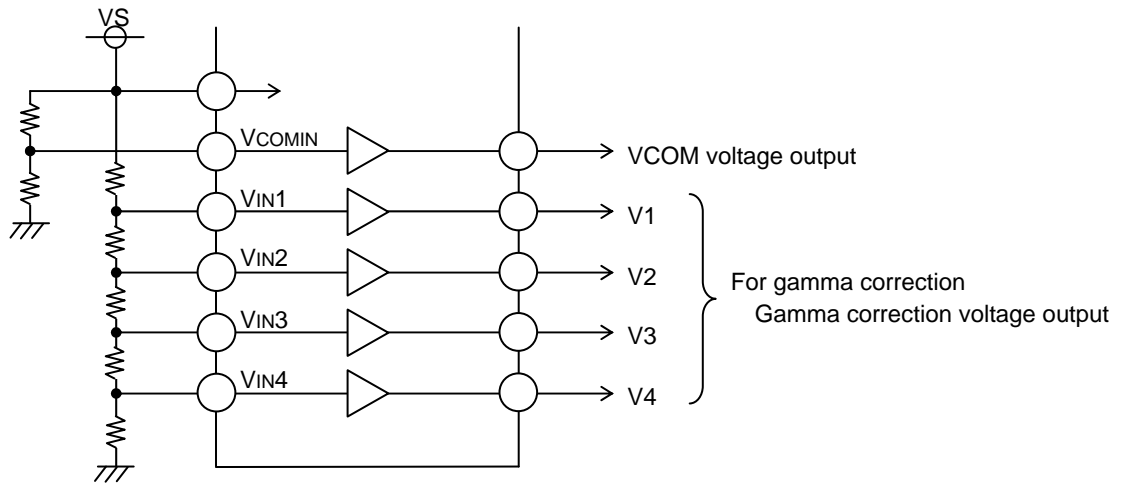 VS
VCOMIN
VCOM voltage output
VIN1
V1
VIN2
V2
For gamma correction
Gamma correction voltage output
VIN3
V3
VIN4
V4